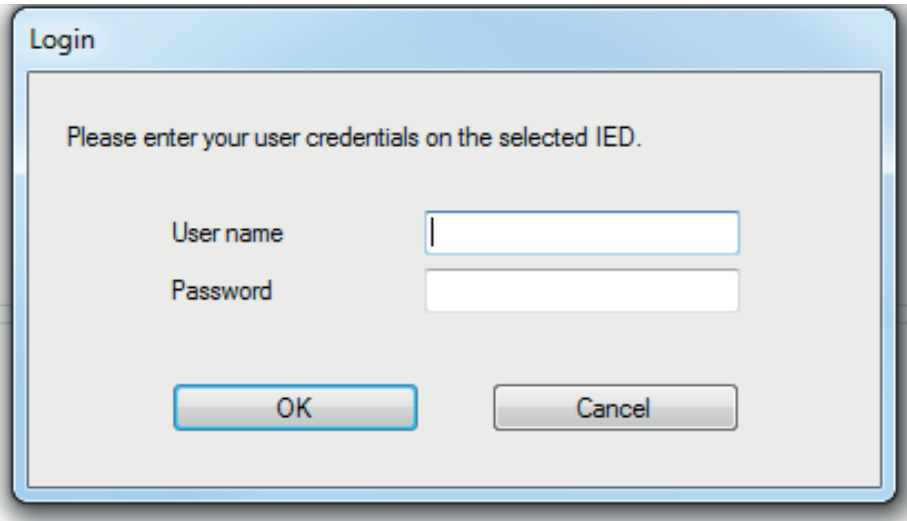 Login
Please enter your user credentials on the selected IED.
User name
Password
OK Cancel